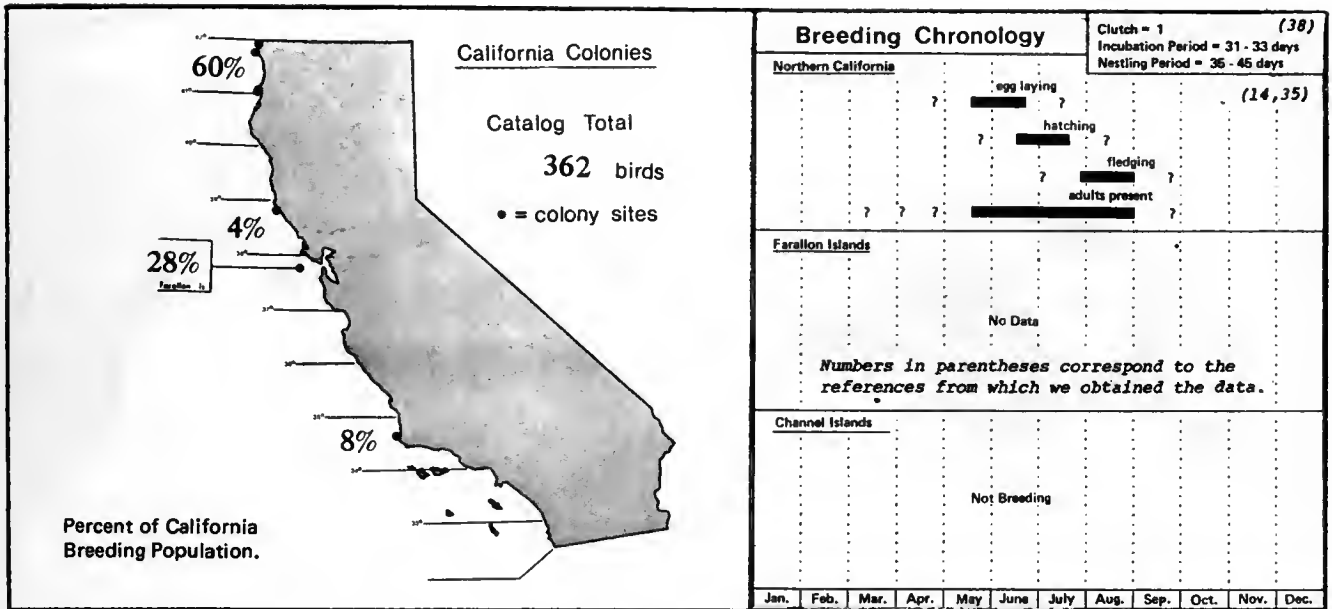 California Colonies
Catalog Total
362 birds
• = colony sites
60%
4%
28%
Farallon Is
8%
Percent of California
Breeding Population.
Breeding Chronology
Clutch = 1 (38)
Incubation Period = 31 - 33 days
Nestling Period = 35 - 45 days
Northern California
(14,35)
egg laying
? ?
hatching
? ?
fledging
? ?
adults present
? ? ? ?
Farallon Islands
No Data
Numbers in parentheses correspond to the
references from which we obtained the data.
Channel Islands
Not Breeding
Jan. Feb. Mar. Apr. May June July Aug. Sep. Oct. Nov. Dec.